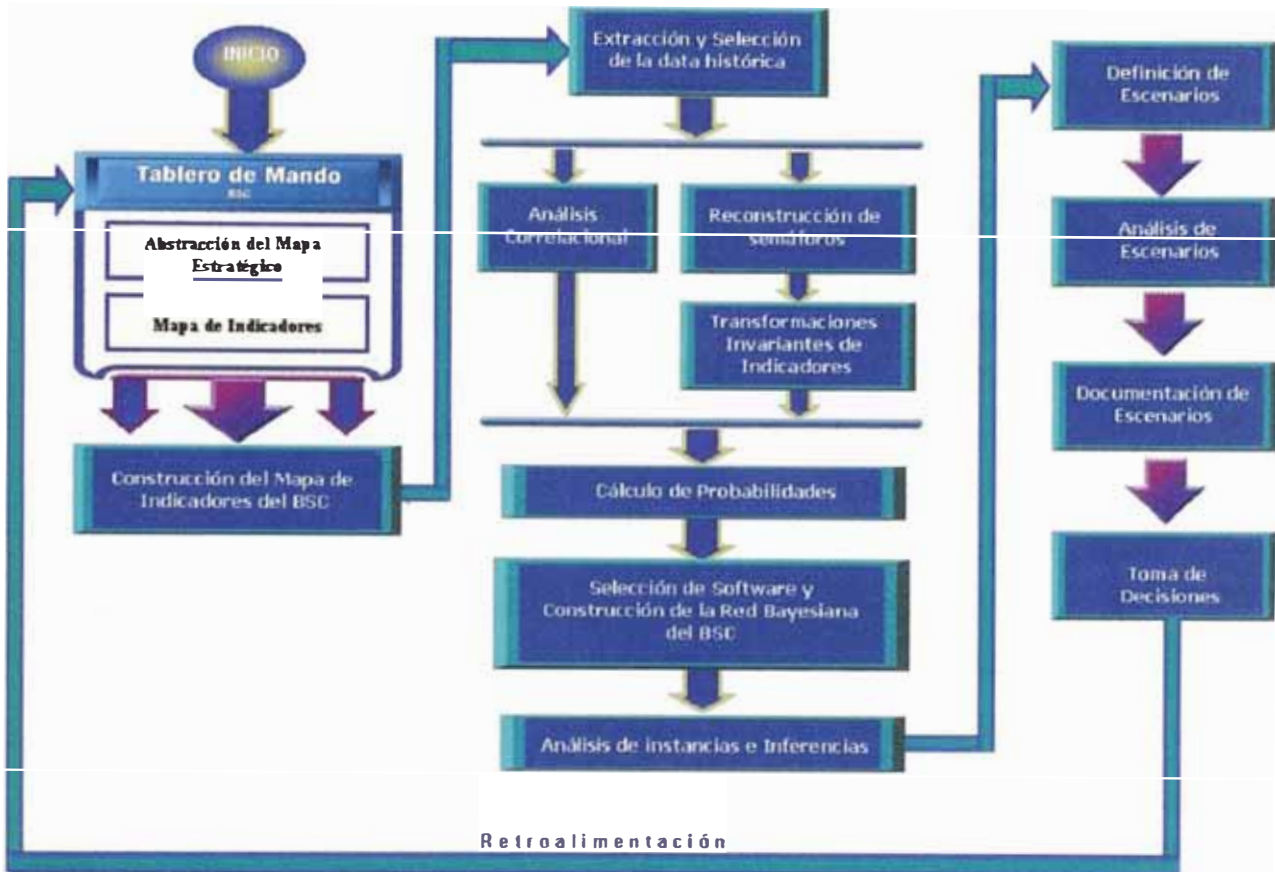 INICIO
Tablero de Mando
BSC
Abstracción del Mapa
Estratégico
Mapa de Indicadores
Construcción del Mapa de
Indicadores del BSC
Extracción y Selección
de la data histórica
Análisis
Correlacional
Reconstrucción de
semáforos
Transformaciones
Invariantes de
Indicadores
Cálculo de Probabilidades
Selección de Software y
Construcción de la Red Bayesiana
del BSC
Análisis de instancias e Inferencias
Definición de
Escenarios
Análisis de
Escenarios
Documentación de
Escenarios
Toma de
Decisiones
Retroalimentación